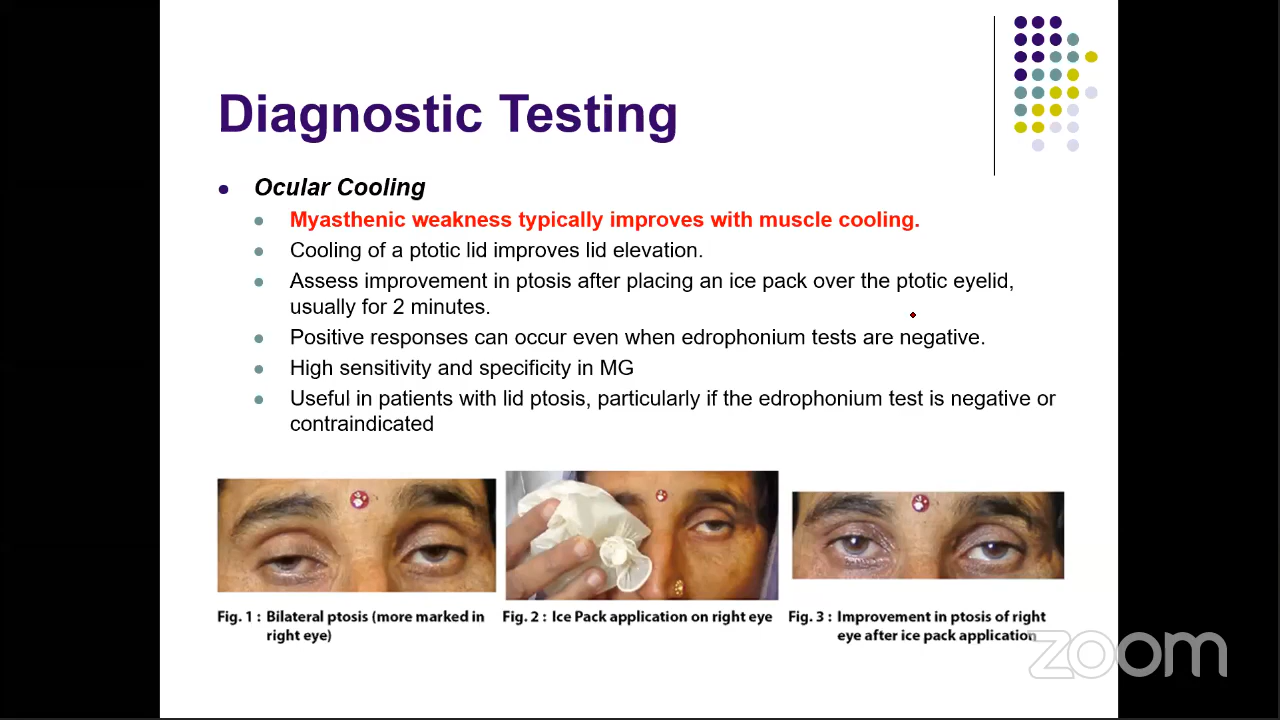 Diagnostic Testing
Ocular Cooling
Myasthenic weakness typically improves with muscle cooling.
Cooling of a ptotic lid improves lid elevation.
Assess improvement in ptosis after placing an ice pack over the ptotic eyelid,
usually for 2 minutes.
Positive responses can occur even when edrophonium tests are negative.
High sensitivity and specificity in MG
Useful in patients with lid ptosis, particularly if the edrophonium test is negative or
contraindicated
Fig. 1 : Bilateral ptosis (more marked in
right eye)
Fig. 2 : Ice Pack application on right eye
Fig. 3 : Improvement in ptosis of right
eye after ice pack application
zoom